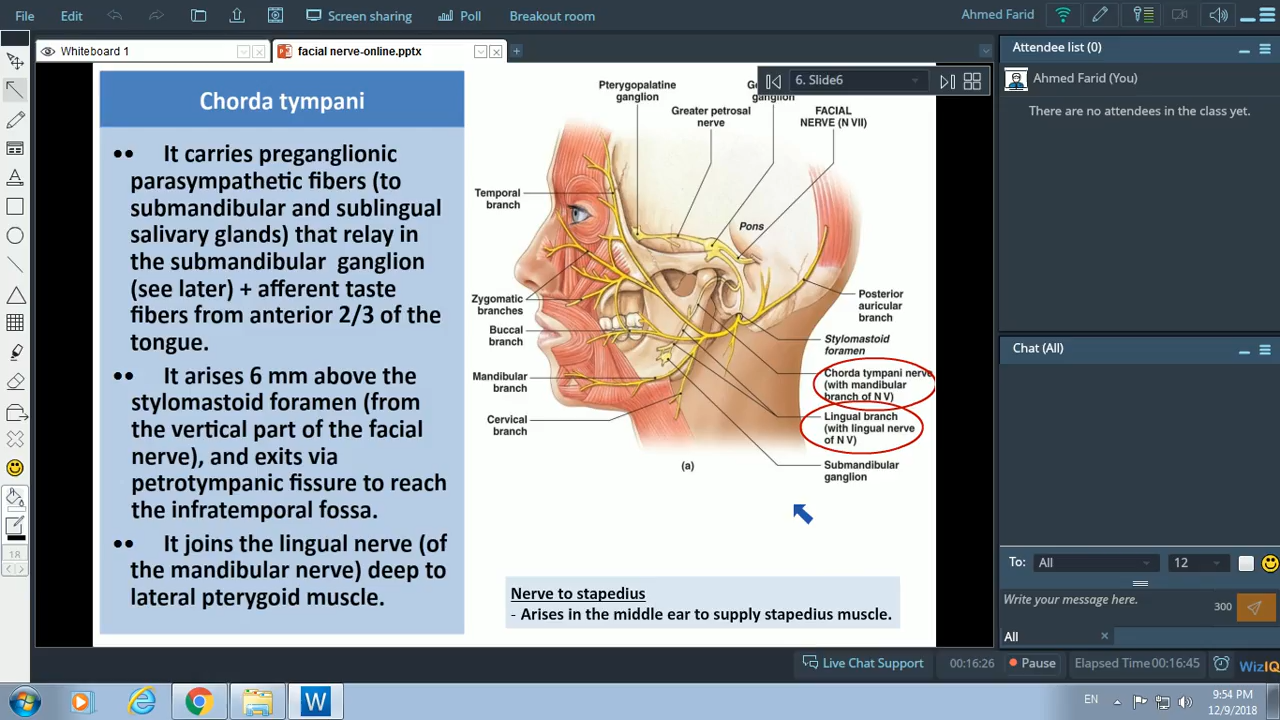 File
Edit
Screen sharing
Poll
Breakout room
Ahmed Farid
Whiteboard 1
facial nerve-online.pptx
Attendee list (0)
Ahmed Farid(You)
There are no attendees in the class yet.
6. Slide6
Chorda tympani
•• It carries preganglionic
parasympathetic fibers (to
submandibular and sublingual
salivary glands) that relay in
the submandibular ganglion
(see later) + afferent taste
fibers from anterior 2/3 of the
tongue.
•• It arises 6 mm above the
stylomastoid foramen (from
the vertical part of the facial
nerve), and exits via
petrotympanic fissure to reach
the infratemporal fossa.
•• It joins the lingual nerve (of
the mandibular nerve) deep to
lateral pterygoid muscle.
Pterygopalatine
ganglion
Greater petrosal
nerve
ganglion
FACIAL
NERVE (N VII)
Temporal
branch
Pons
Zygomatic
branches
Buccal
branch
Mandibular
branch
Cervical
branch
Posterior
auricular
branch
Stylomastoid
foramen
Chorda tympani nerve
(with mandibular
branch of N V)
Lingual branch
(with lingual nerve
of N V)
Submandibular
ganglion
(a)
Nerve to stapedius
- Arises in the middle ear to supply stapedius muscle.
Chat (All)
To:
All
12
Write your message here.
300
All
18
Live Chat Support
00:16:26
Pause
Elapsed Time 00:16:45
WizIQ
EN
9:54 PM
12/9/2018